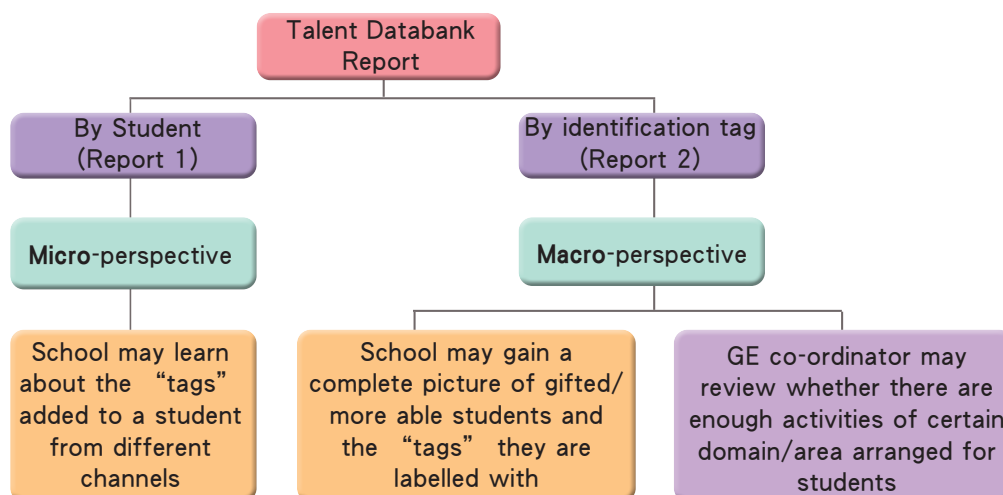 Talent Databank
Report
By Student
(Report 1)
By identification tag
(Report 2)
Micro-perspective
Macro-perspective
School may learn
about the “tags”
added to a student
from different
channels
School may gain a
complete picture of gifted/
more able students and
the “tags” they are
labelled with
GE co-ordinator may
review whether there are
enough activities of certain
domain/area arranged for
students